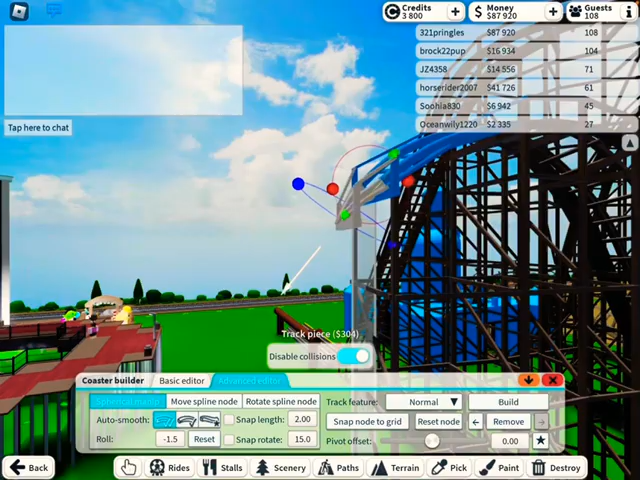 Credits
3 800
Money
$87 920
Guests
108
321pringles $87 920 108
brock22pup $16 934 104
JZ4358 $14 556 71
horserider2007 $41 726 61
Soohia830 $6 942 45
Oceanwily1220 $2 335 27
Tap here to chat
Track piece ($304)
Disable collisions
Coaster builder Basic editor Advanced editor
Spherical manip Move spline node Rotate spline node Track feature: Normal Build
Auto-smooth: Snap length: 2.00 Snap node to grid Reset node Remove
Roll: -1.5 Reset Snap rotate: 15.0 Pivot offset: 0.00
Back Rides Stalls Scenery Paths Terrain Pick Paint Destroy